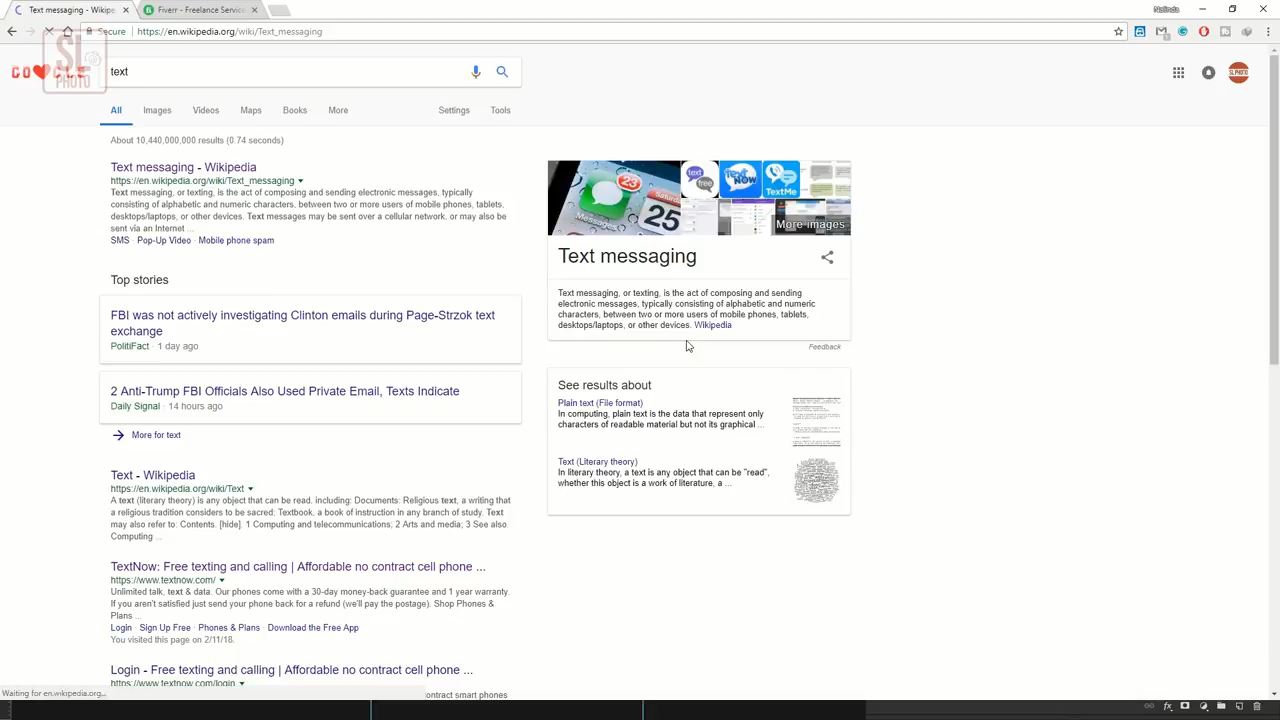 Text messaging - Wikipe
Fiverr - Freelance Service
Nalinda
Secure
https://en.wikipedia.org/wiki/Text_messaging
SL
PHOTO
text
SLPHOTO
All Images Videos Maps Books More Settings Tools
About 10,440,000,000 results (0.74 seconds)
Text messaging - Wikipedia
https://en.wikipedia.org/wiki/Text_messaging
Text messaging, or texting, is the act of composing and sending electronic messages, typically
consisting of alphabetic and numeric characters, between two or more users of mobile phones, tablets,
desktops/laptops, or other devices. Text messages may be sent over a cellular network, or may also be
sent via an Internet ...
SMS · Pop-Up Video · Mobile phone spam
Top stories
FBI was not actively investigating Clinton emails during Page-Strzok text
exchange
PolitiFact · 1 day ago
2 Anti-Trump FBI Officials Also Used Private Email, Texts Indicate
Daily Signal · 14 hours ago
More for text
Text - Wikipedia
https://en.wikipedia.org/wiki/Text
A text (literary theory) is any object that can be read, including: Documents: Religious text, a writing that
a religious tradition considers to be sacred: Textbook, a book of instruction in any branch of study. Text
may also refer to: Contents. [hide]. 1 Computing and telecommunications; 2 Arts and media; 3 See also.
Computing ...
TextNow: Free texting and calling | Affordable no contract cell phone ...
https://www.textnow.com/
Unlimited talk, text & data. Our phones come with a 30-day money-back guarantee and 1 year warranty.
If you aren't satisfied just send your phone back for a refund (we'll pay the postage). Shop Phones &
Plans ...
Login · Sign Up Free · Phones & Plans · Download the Free App
You visited this page on 2/11/18.
Login - Free texting and calling | Affordable no contract cell phone ...
https://www.textnow.com/login
contract smart phones
Waiting for en.wikipedia.org...
23
Messages
Calendar
25
text free
text NOW
TextMe
More images
Text messaging
Text messaging, or texting, is the act of composing and sending
electronic messages, typically consisting of alphabetic and numeric
characters, between two or more users of mobile phones, tablets,
desktops/laptops, or other devices. Wikipedia
Feedback
See results about
Plain text (File format)
In computing, plain text is the data that represent only
characters of readable material but not its graphical ...
Text (Literary theory)
In literary theory, a text is any object that can be "read",
whether this object is a work of literature, a ...
fx